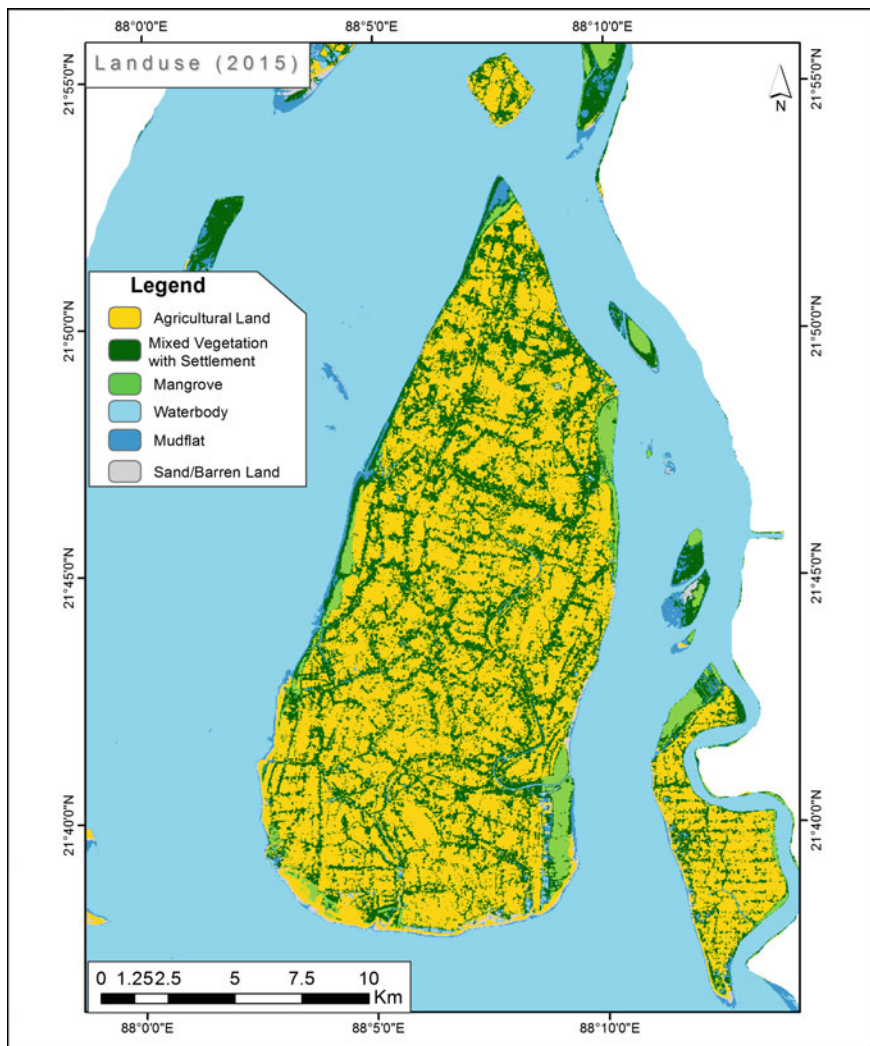 88°0'0"E 88°5'0"E 88°10'0"E
Landuse (2015)
21°55'0"N 21°55'0"N
N
21°50'0"N 21°50'0"N
Legend
Agricultural Land
Mixed Vegetation
with Settlement
Mangrove
Waterbody
Mudflat
Sand/Barren Land
21°45'0"N 21°45'0"N
21°40'0"N 21°40'0"N
0 1.252.5 5 7.5 10
Km
88°0'0"E 88°5'0"E 88°10'0"E